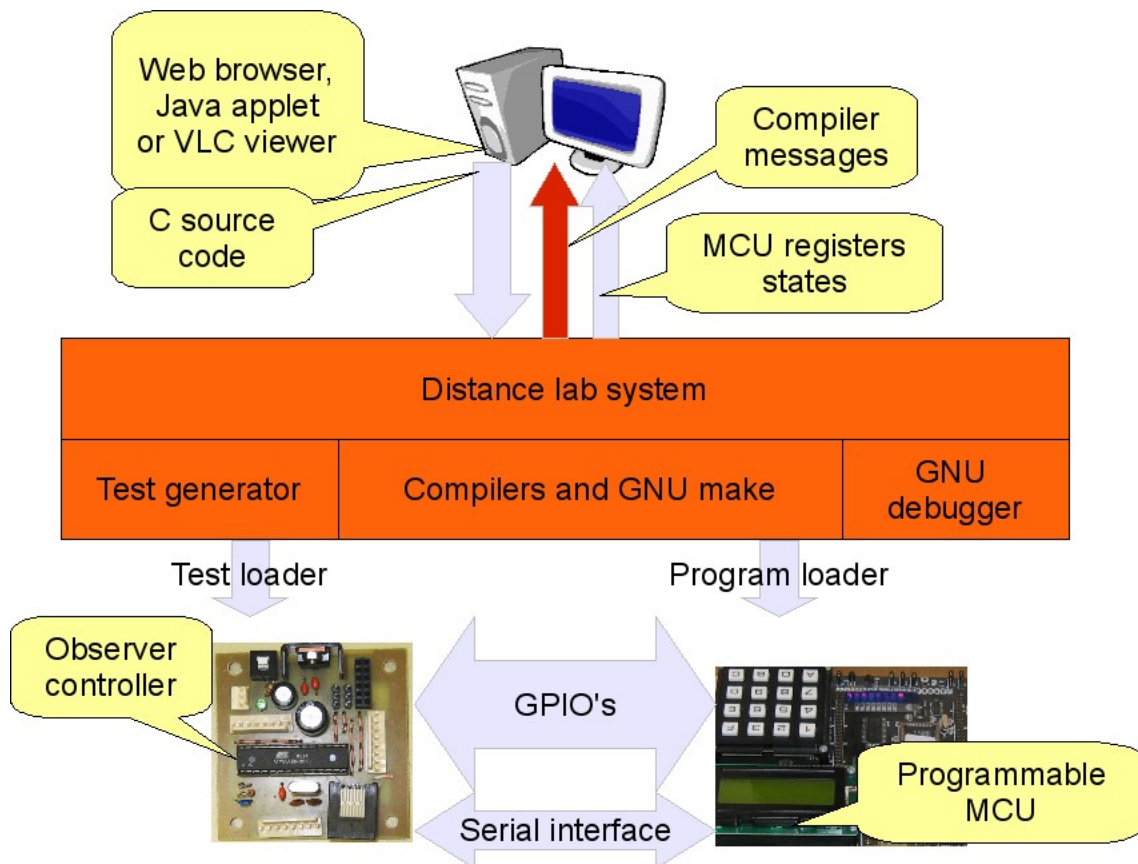 Web browser,
Java applet
or VLC viewer
Compiler
messages
C source
code
MCU registers
states
Distance lab system
Test generator
Compilers and GNU make
GNU
debugger
Test loader
Program loader
Observer
controller
GPIO's
Serial interface
Programmable
MCU